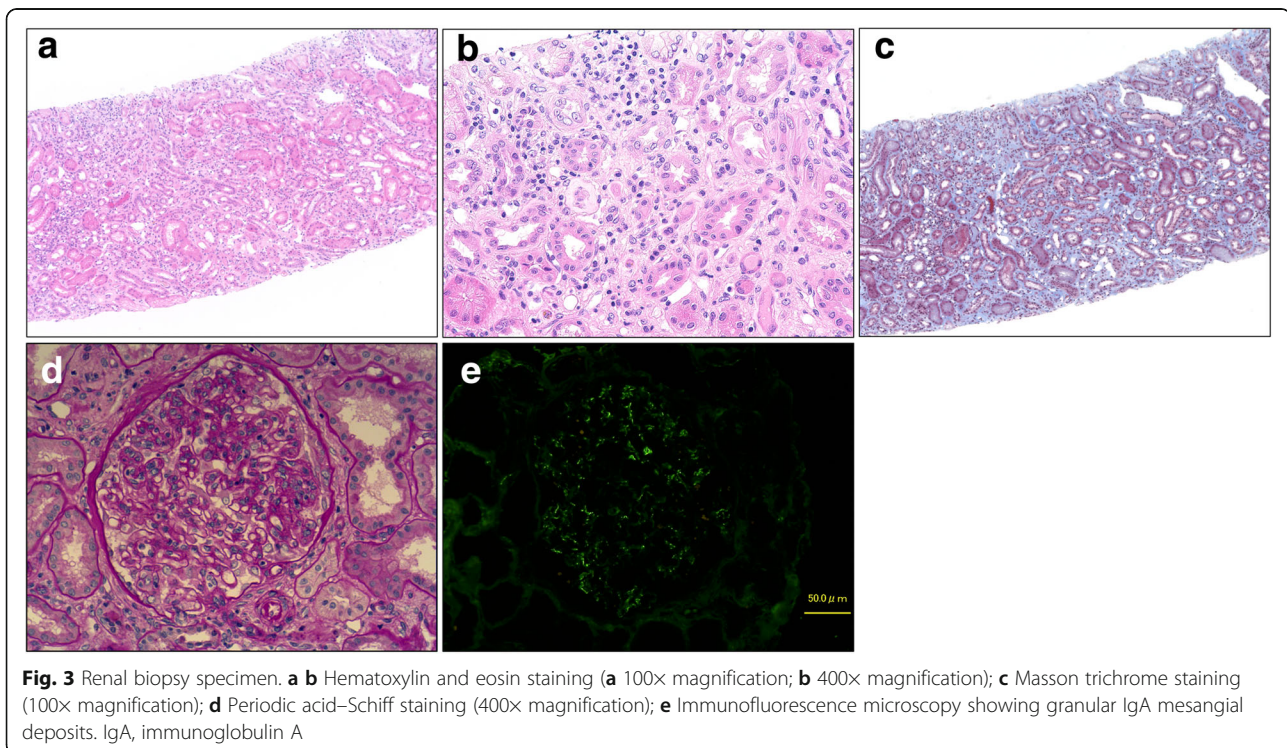 a
b
c
d
e
50.0 μm
Fig. 3 Renal biopsy specimen. a b Hematoxylin and eosin staining (a 100× magnification; b 400× magnification); c Masson trichrome staining
(100× magnification); d Periodic acid–Schiff staining (400× magnification); e Immunofluorescence microscopy showing granular IgA mesangial
deposits. IgA, immunoglobulin A